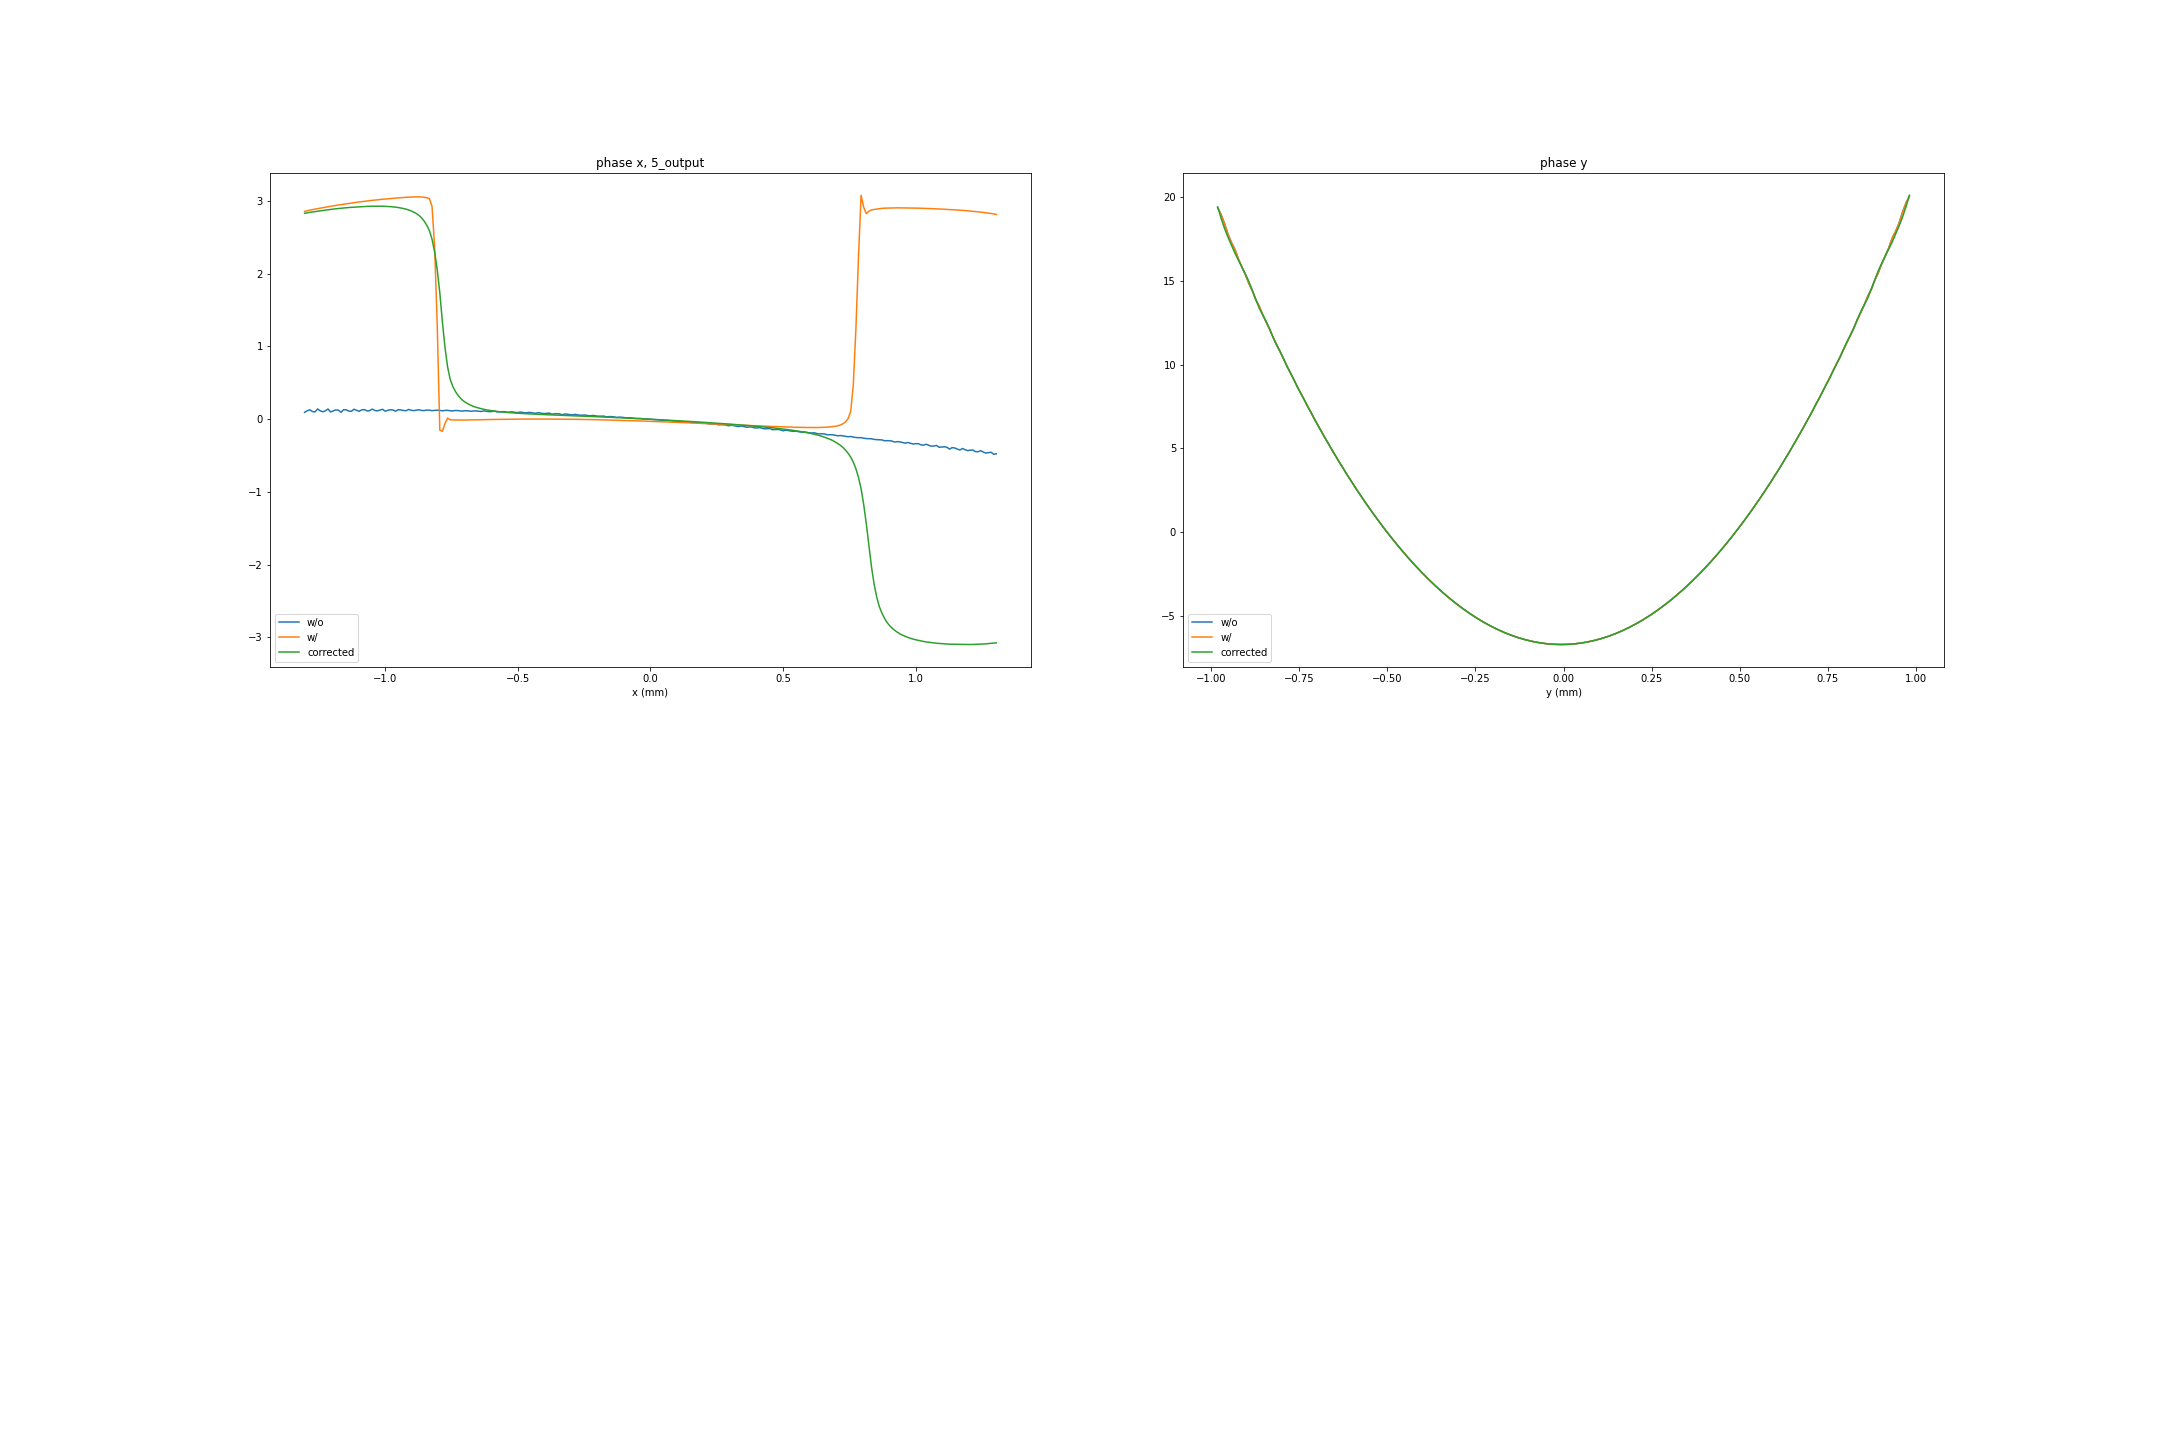 phase x, 5_output
3
2
1
0
−1
−2
−3
w/o
w/
corrected
−1.0 −0.5 0.0 0.5 1.0
x (mm)
phase y
20
15
10
5
0
−5
w/o
w/
corrected
−1.00 −0.75 −0.50 −0.25 0.00 0.25 0.50 0.75 1.00
y (mm)